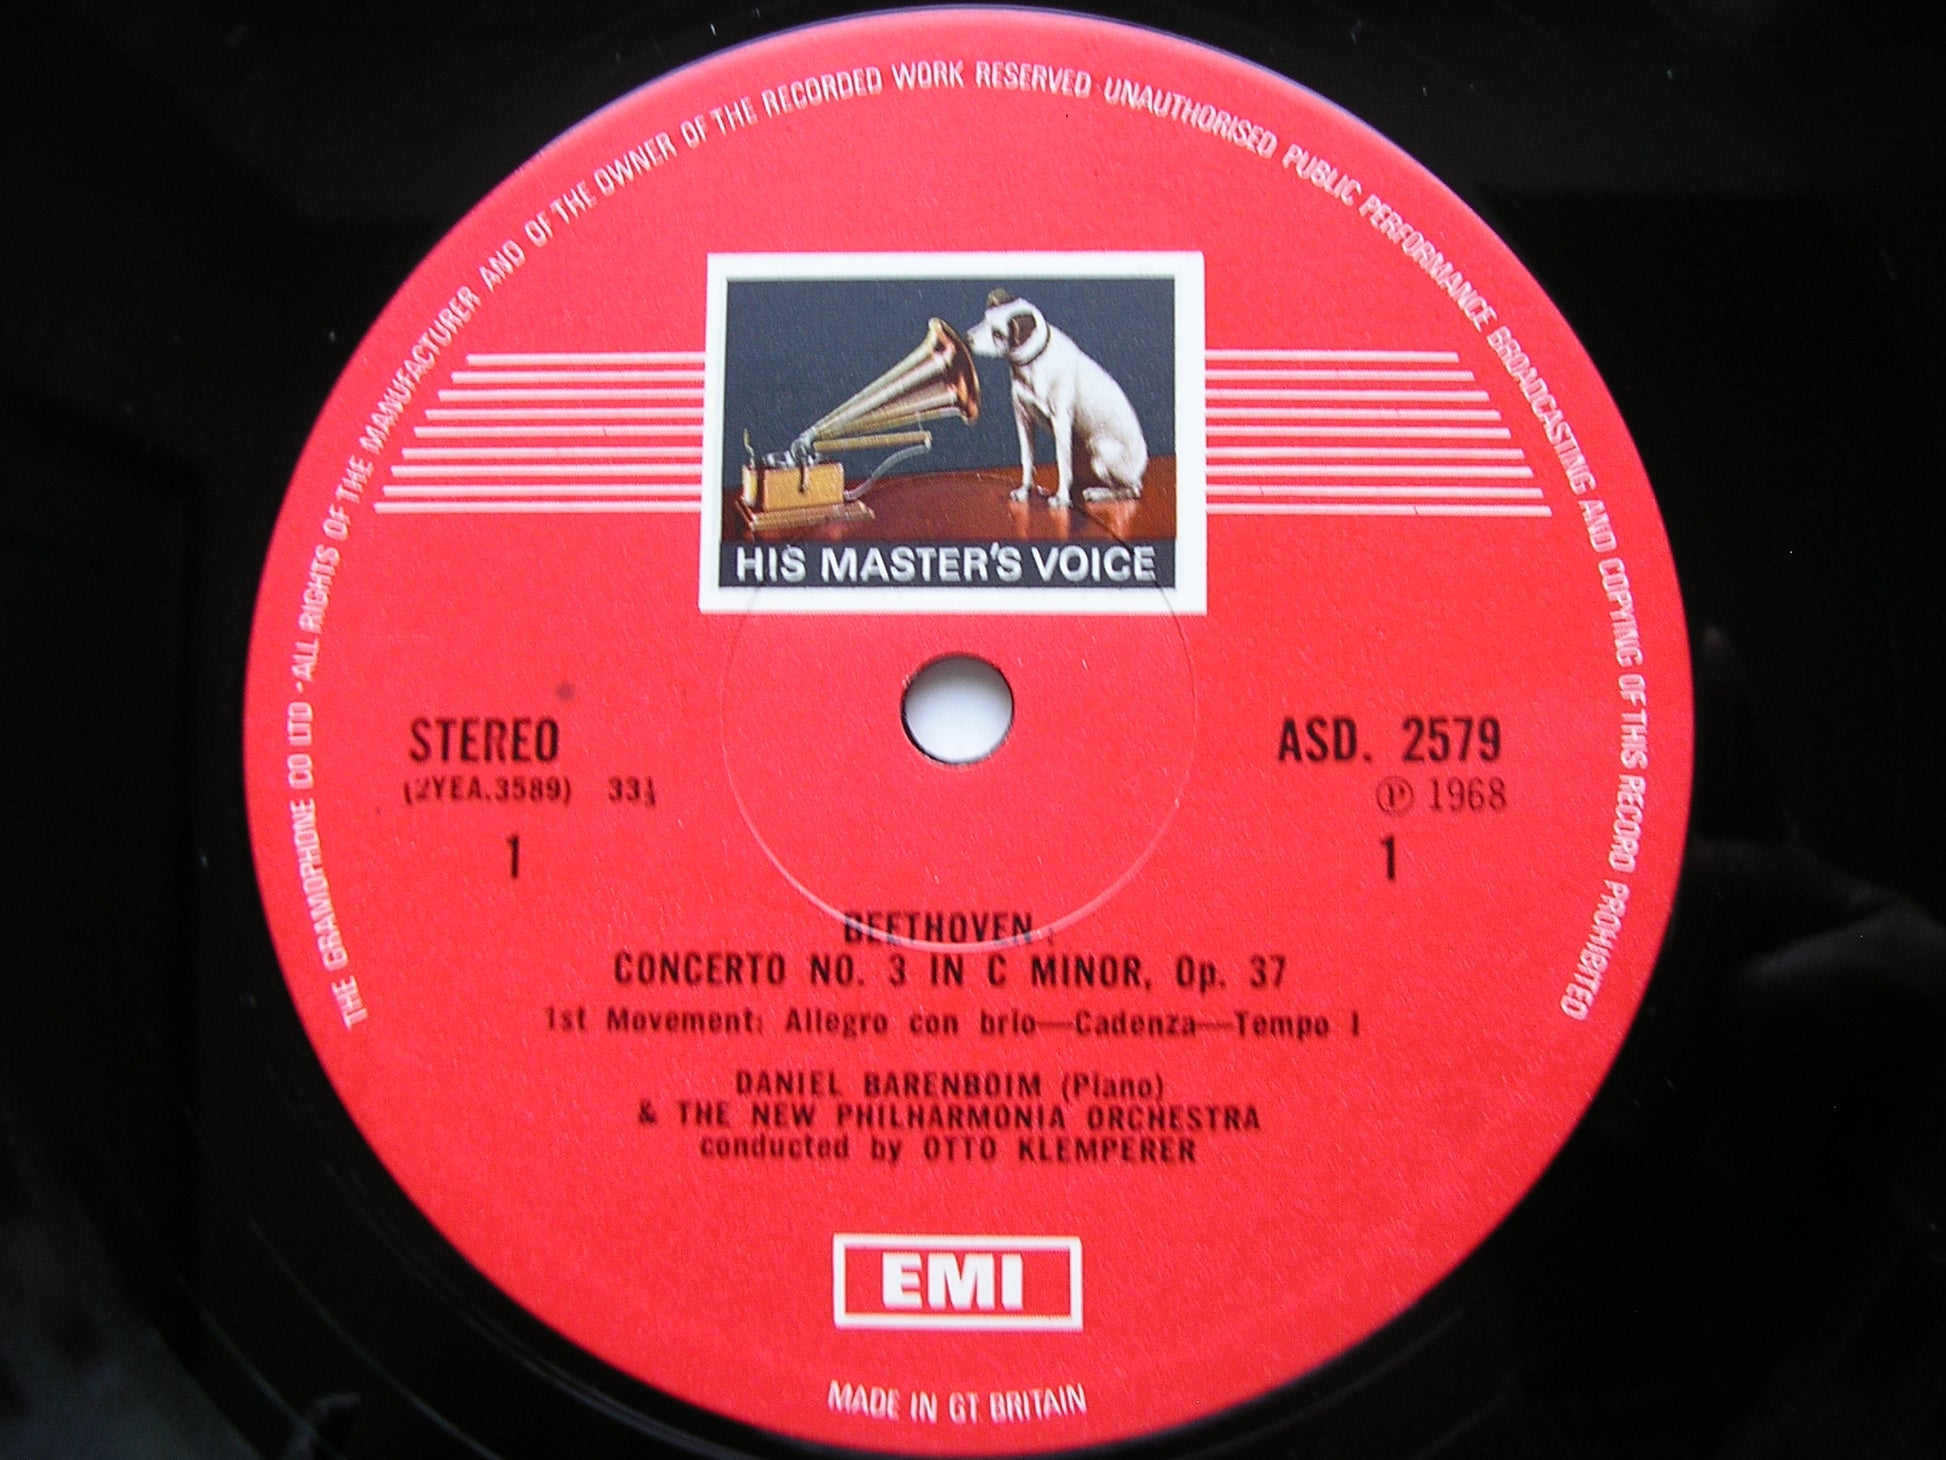 THE GRAMOPHONE CO LTD · ALL RIGHTS OF THE MANUFACTURER AND OF THE OWNER OF THE RECORDED WORK RESERVED UNAUTHORISED PUBLIC PERFORMANCE BROADCASTING AND COPYING OF THIS RECORD PROHIBITED
HIS MASTER'S VOICE
STEREO
(2YEA.3589) 33⅓
1
ASD. 2579
℗ 1968
1
BEETHOVEN:
CONCERTO NO. 3 IN C MINOR, Op. 37
1st Movement: Allegro con brio—Cadenza—Tempo I
DANIEL BARENBOIM (Piano)
& THE NEW PHILHARMONIA ORCHESTRA
conducted by OTTO KLEMPERER
EMI
MADE IN GT BRITAIN